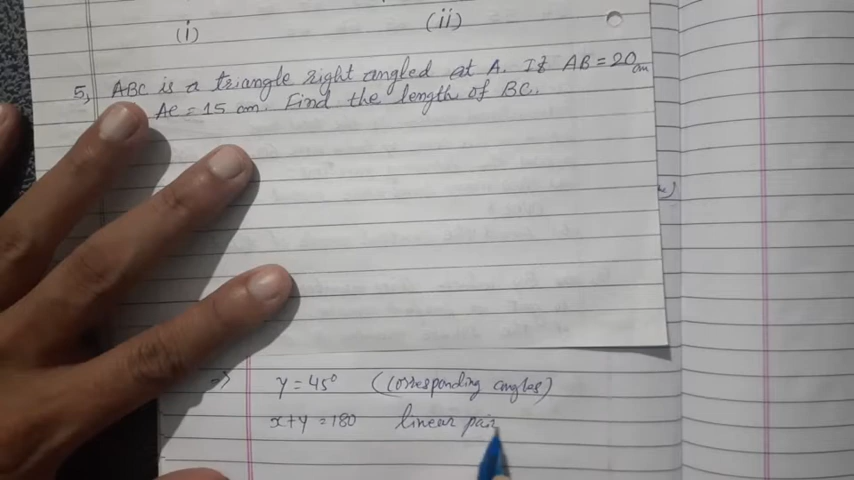 (i) (ii)
5, ABC is a triangle right angled at A. If AB = 20 cm
AC = 15 cm. Find the length of BC.
=> y = 45° (corresponding angles)
x+y = 180 linear pair